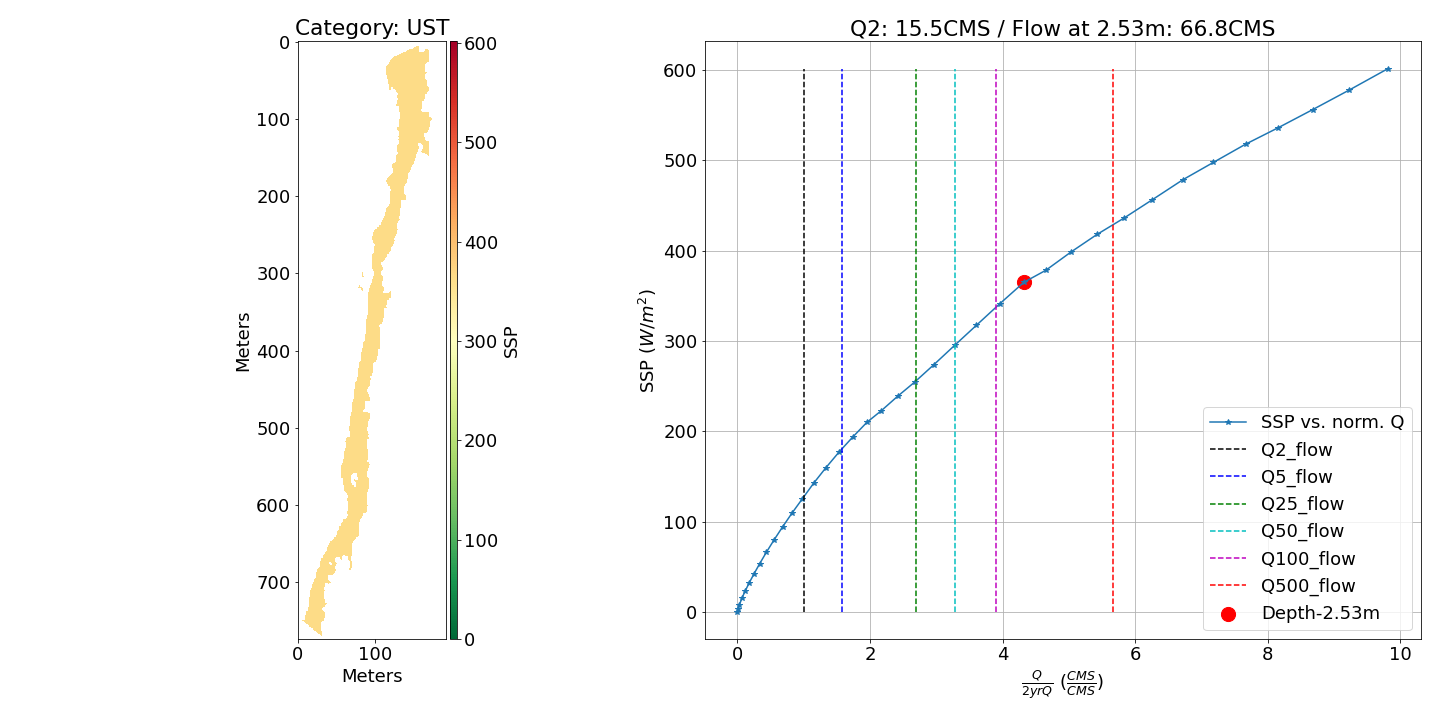 Category: UST
0
100
200
300
400
500
600
700
Meters
0
100
Meters
600
500
400
300
200
100
0
SSP
Q2: 15.5CMS / Flow at 2.53m: 66.8CMS
600
500
400
300
200
100
0
SSP (W/m²)
0
2
4
6
8
10
Q/2yrQ (CMS/CMS)
SSP vs. norm. Q
Q2_flow
Q5_flow
Q25_flow
Q50_flow
Q100_flow
Q500_flow
Depth-2.53m